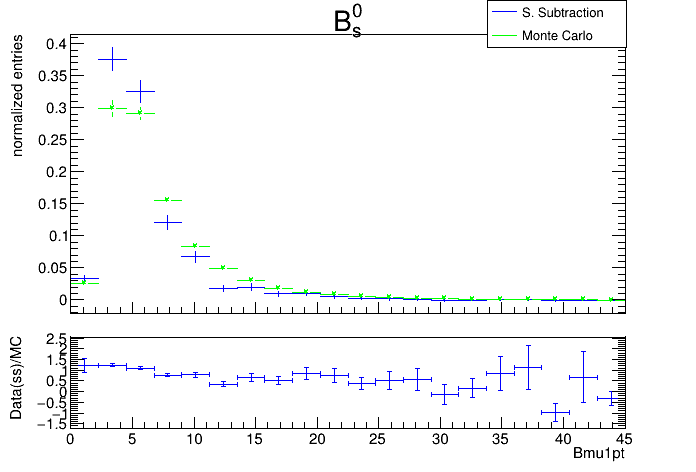 B_s^0
S. Subtraction
Monte Carlo
normalized entries
0.4
0.35
0.3
0.25
0.2
0.15
0.1
0.05
0
Data(ss)/MC
2.5
2
1.5
1
0.5
0
−0.5
−1
−1.5
0 5 10 15 20 25 30 35 40 45
Bmu1pt